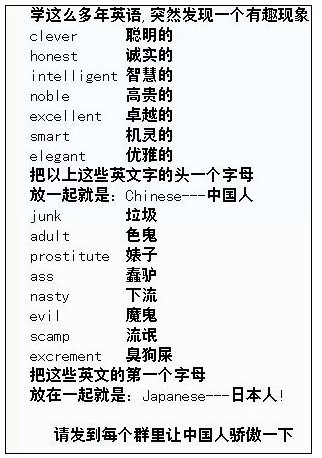 学这么多年英语,突然发现一个有趣现象
clever 聪明的
honest 诚实的
intelligent 智慧的
noble 高贵的
excellent 卓越的
smart 机灵的
elegant 优雅的
把以上这些英文字的头一个字母
放一起就是: Chinese---中国人
junk 垃圾
adult 色鬼
prostitute 婊子
ass 蠢驴
nasty 下流
evil 魔鬼
scamp 流氓
excrement 臭狗屎
把这些英文的第一个字母
放在一起就是: Japanese---日本人!
请发到每个群里让中国人骄傲一下